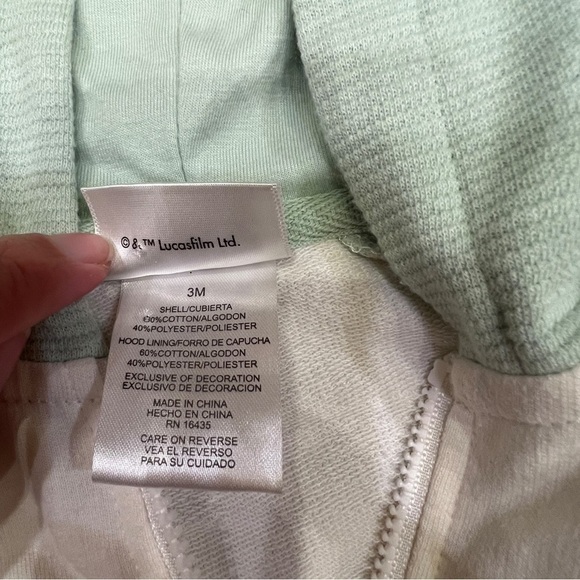 ©&™ Lucasfilm Ltd.
3M
SHELL/CUBIERTA
60%COTTON/ALGODON
40%POLYESTER/POLIESTER
HOOD LINING/FORRO DE CAPUCHA
60%COTTON/ALGODON
40%POLYESTER/POLIESTER
EXCLUSIVE OF DECORATION
EXCLUSIVO DE DECORACION
MADE IN CHINA
HECHO EN CHINA
RN 16435
CARE ON REVERSE
VEA EL REVERSO
PARA SU CUIDADO